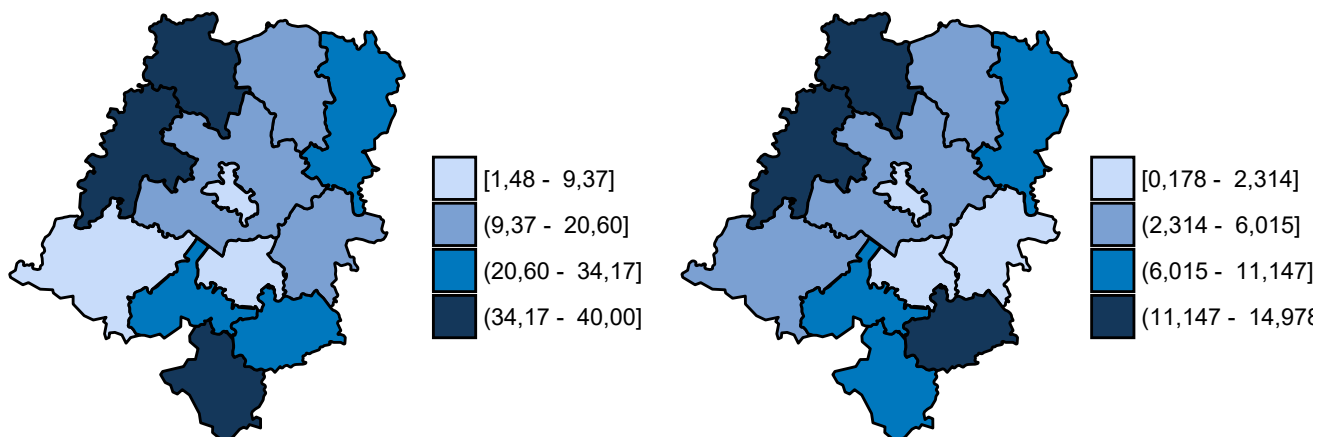 [1,48 - 9,37]
(9,37 - 20,60]
(20,60 - 34,17]
(34,17 - 40,00]
[0,178 - 2,314]
(2,314 - 6,015]
(6,015 - 11,147]
(11,147 - 14,978